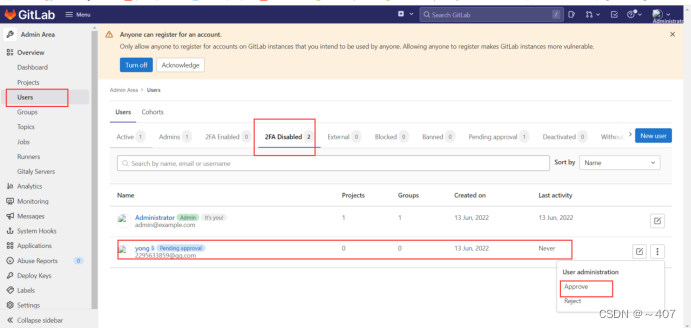 GitLab Menu Search GitLab /
Administrator
Admin Area
Overview
Dashboard
Projects
Users
Groups
Topics
Jobs
Runners
Gitaly Servers
Analytics
Monitoring
Messages
System Hooks
Applications
Abuse Reports 0
Deploy Keys
Labels
Settings
Collapse sidebar
Anyone can register for an account.
Only allow anyone to register for accounts on GitLab instances that you intend to be used by anyone. Allowing anyone to register makes GitLab instances more vulnerable.
Turn off Acknowledge
Admin Area > Users
Users Cohorts
Active 1 Admins 1 2FA Enabled 0 2FA Disabled 2 External 0 Blocked 0 Banned 0 Pending approval 1 Deactivated 0 New user
Search by name, email or username Sort by Name
Name Projects Groups Created on Last activity
Administrator Admin It's you! 1 1 13 Jun, 2022 13 Jun, 2022
admin@example.com
yong li Pending approval 0 0 13 Jun, 2022 Never
2295633859@qq.com
User administration
Approve
Reject
CSDN @～407